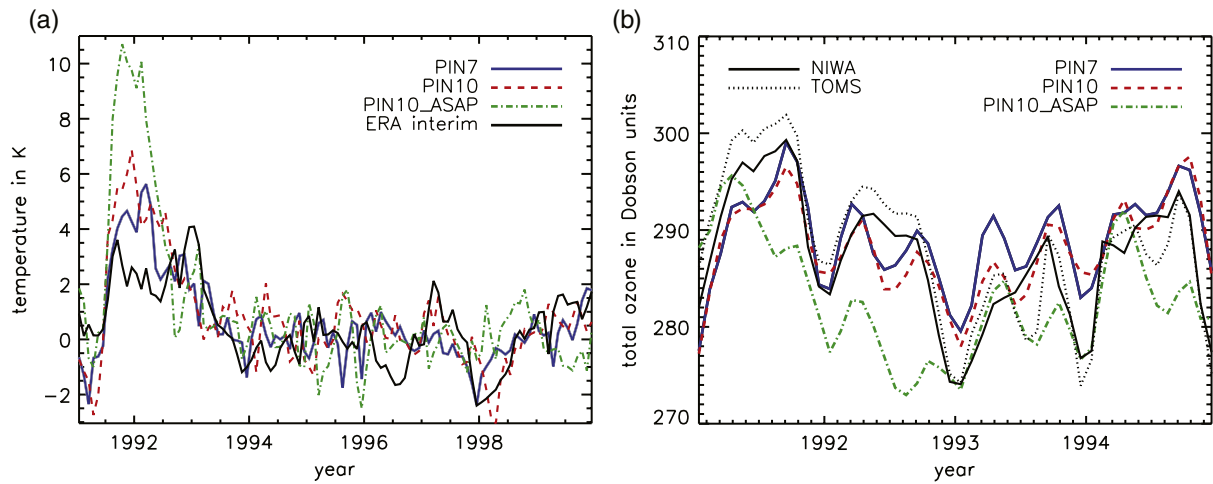 (a)
temperature in K
10
8
6
4
2
0
−2
PIN7
PIN10
PIN10_ASAP
ERA interim
1992
1994
1996
1998
year
(b)
total ozone in Dobson units
310
300
290
280
270
NIWA
TOMS
PIN7
PIN10
PIN10_ASAP
1992
1993
1994
year